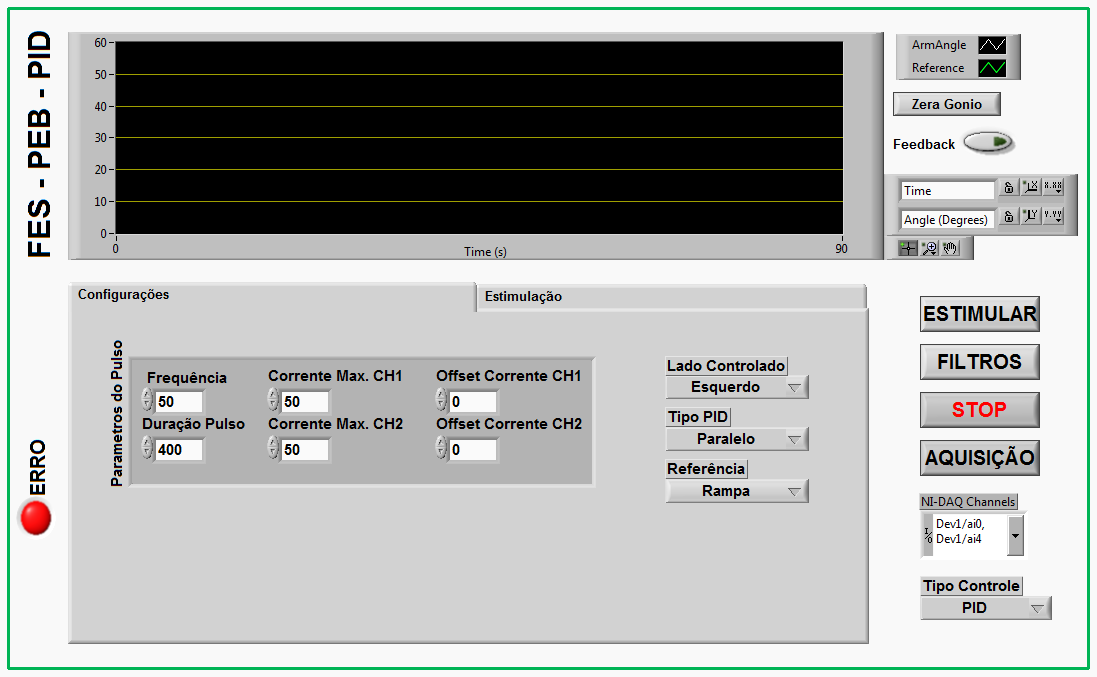 FES - PEB - PID
60
50
40
30
20
10
0
0
90
Time (s)
ArmAngle
Reference
Zera Gonio
Feedback
Time
Angle (Degrees)
Configurações
Estimulação
Parametros do Pulso
Frequência
50
Corrente Max. CH1
50
Offset Corrente CH1
0
Duração Pulso
400
Corrente Max. CH2
50
Offset Corrente CH2
0
Lado Controlado
Esquerdo
Tipo PID
Paralelo
Referência
Rampa
ERRO
ESTIMULAR
FILTROS
STOP
AQUISIÇÃO
NI-DAQ Channels
Dev1/ai0,
Dev1/ai4
Tipo Controle
PID